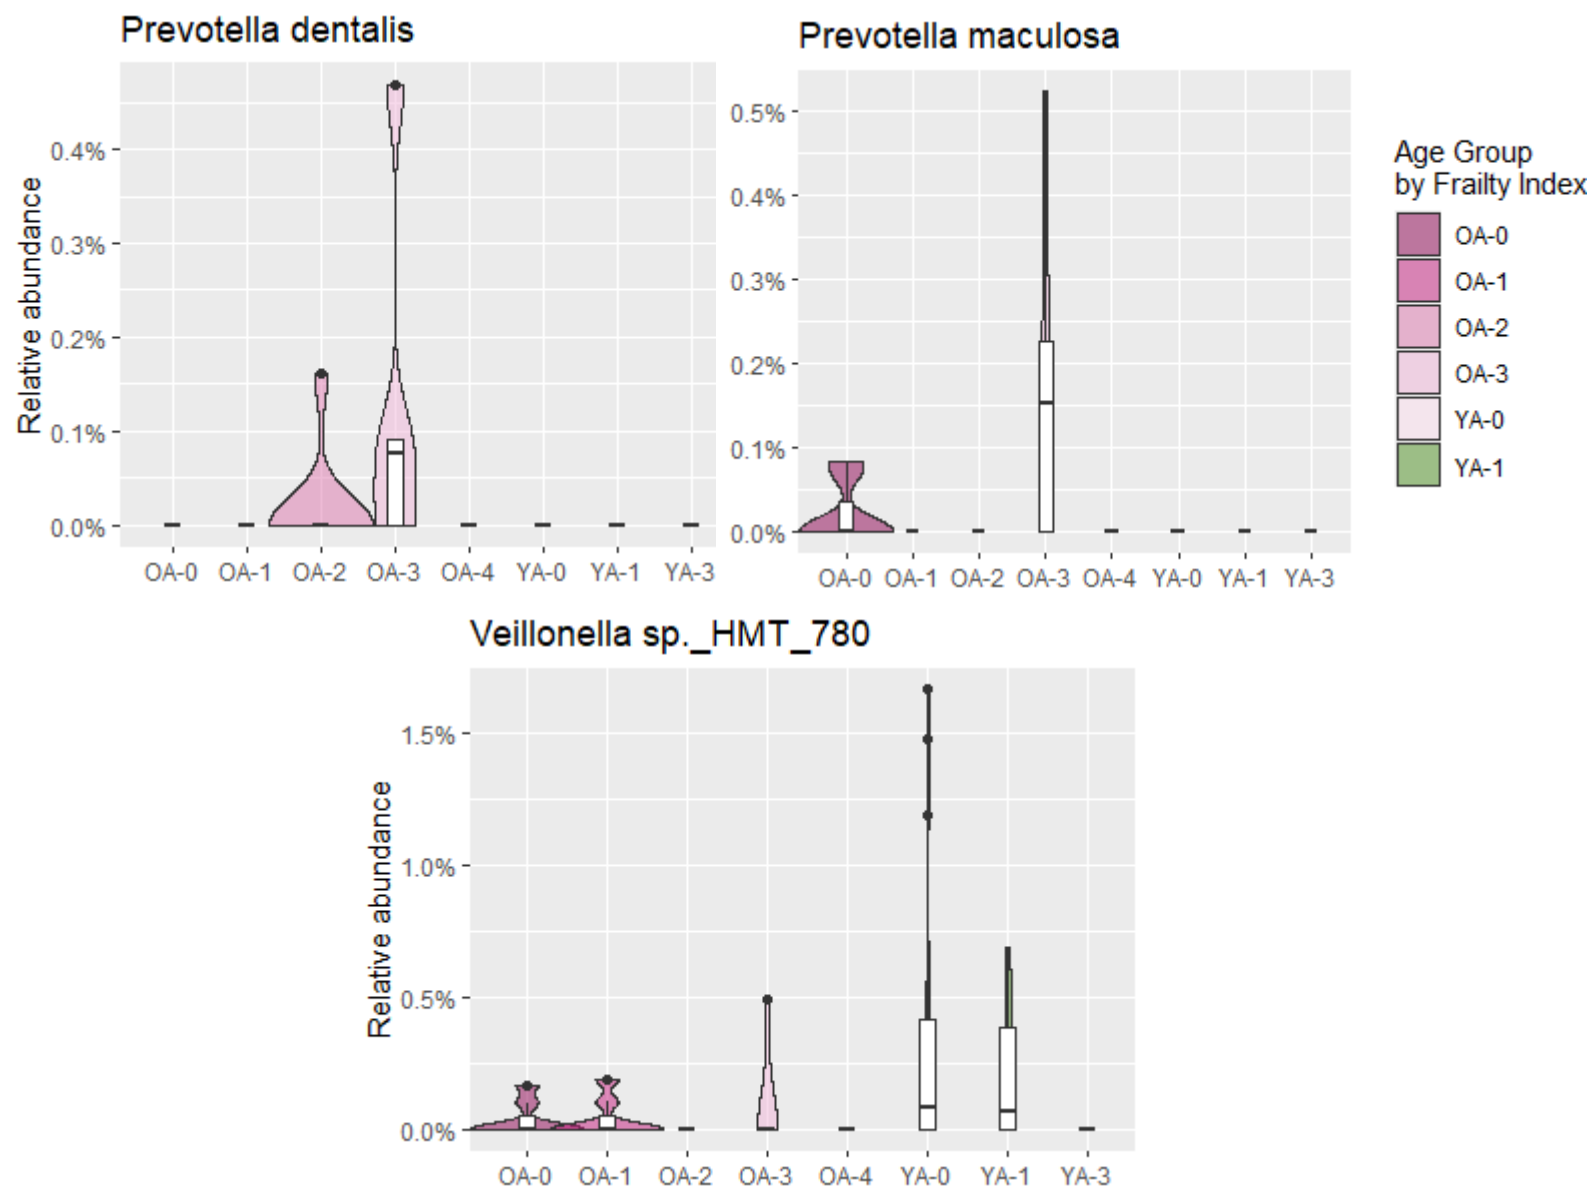 Prevotella dentalis
Relative abundance
0.4%
0.3%
0.2%
0.1%
0.0%
OA-0 OA-1 OA-2 OA-3 OA-4 YA-0 YA-1 YA-3
Prevotella maculosa
0.5%
0.4%
0.3%
0.2%
0.1%
0.0%
OA-0 OA-1 OA-2 OA-3 OA-4 YA-0 YA-1 YA-3
Age Group
by Frailty Index
OA-0
OA-1
OA-2
OA-3
YA-0
YA-1
Veillonella sp._HMT_780
Relative abundance
1.5%
1.0%
0.5%
0.0%
OA-0 OA-1 OA-2 OA-3 OA-4 YA-0 YA-1 YA-3